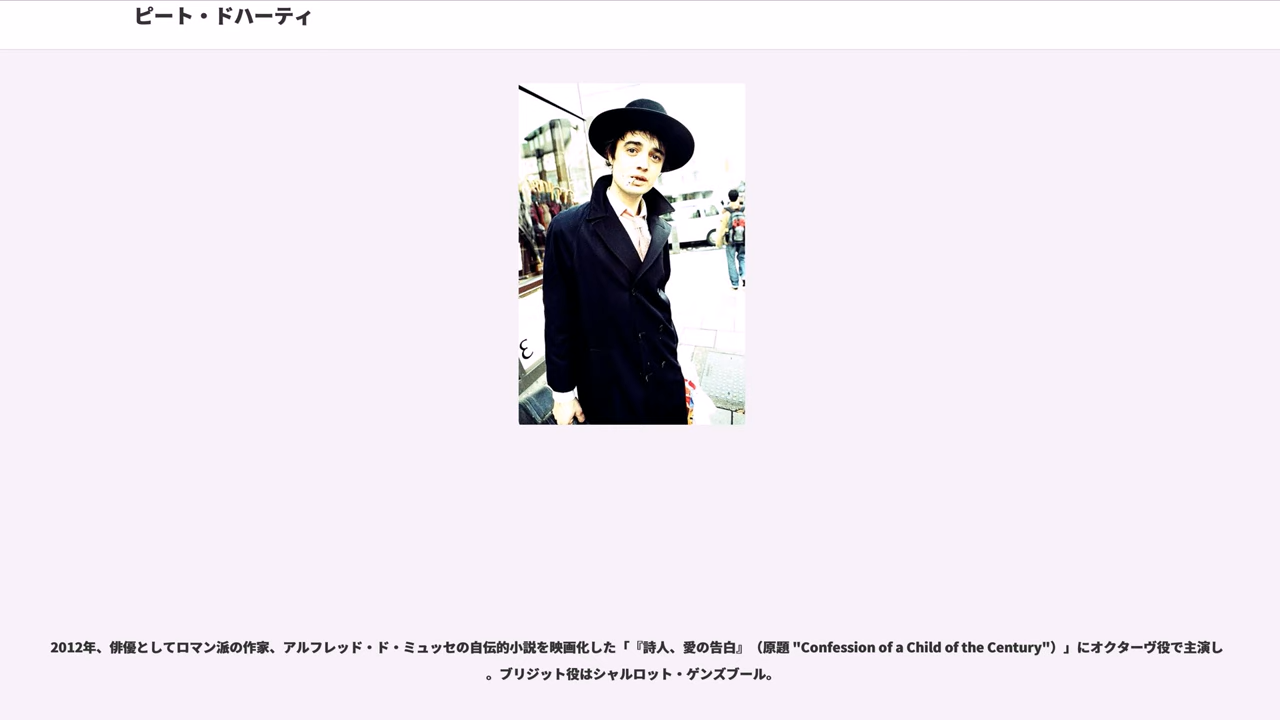 ピート・ドハーティ
2012年、俳優としてロマン派の作家、アルフレッド・ド・ミュッセの自伝的小説を映画化した「『詩人、愛の告白』（原題 "Confession of a Child of the Century"）」にオクターヴ役で主演し
。ブリジット役はシャルロット・ゲンズブール。